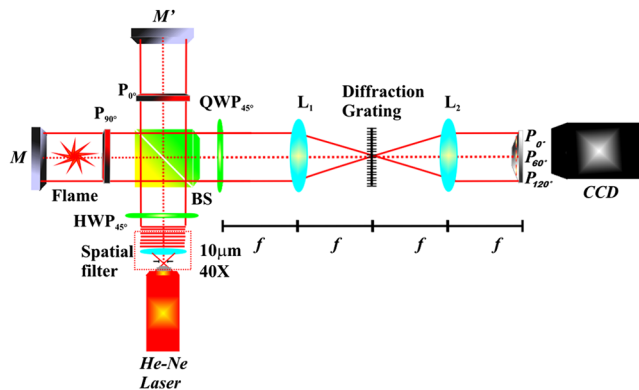 M'
P0°
P90°
QWP45°
L1
Diffraction
Grating
L2
M
Flame
BS
P0°
P60°
P120°
CCD
HWP45°
Spatial
filter
10μm
40X
f
f
f
f
He-Ne
Laser